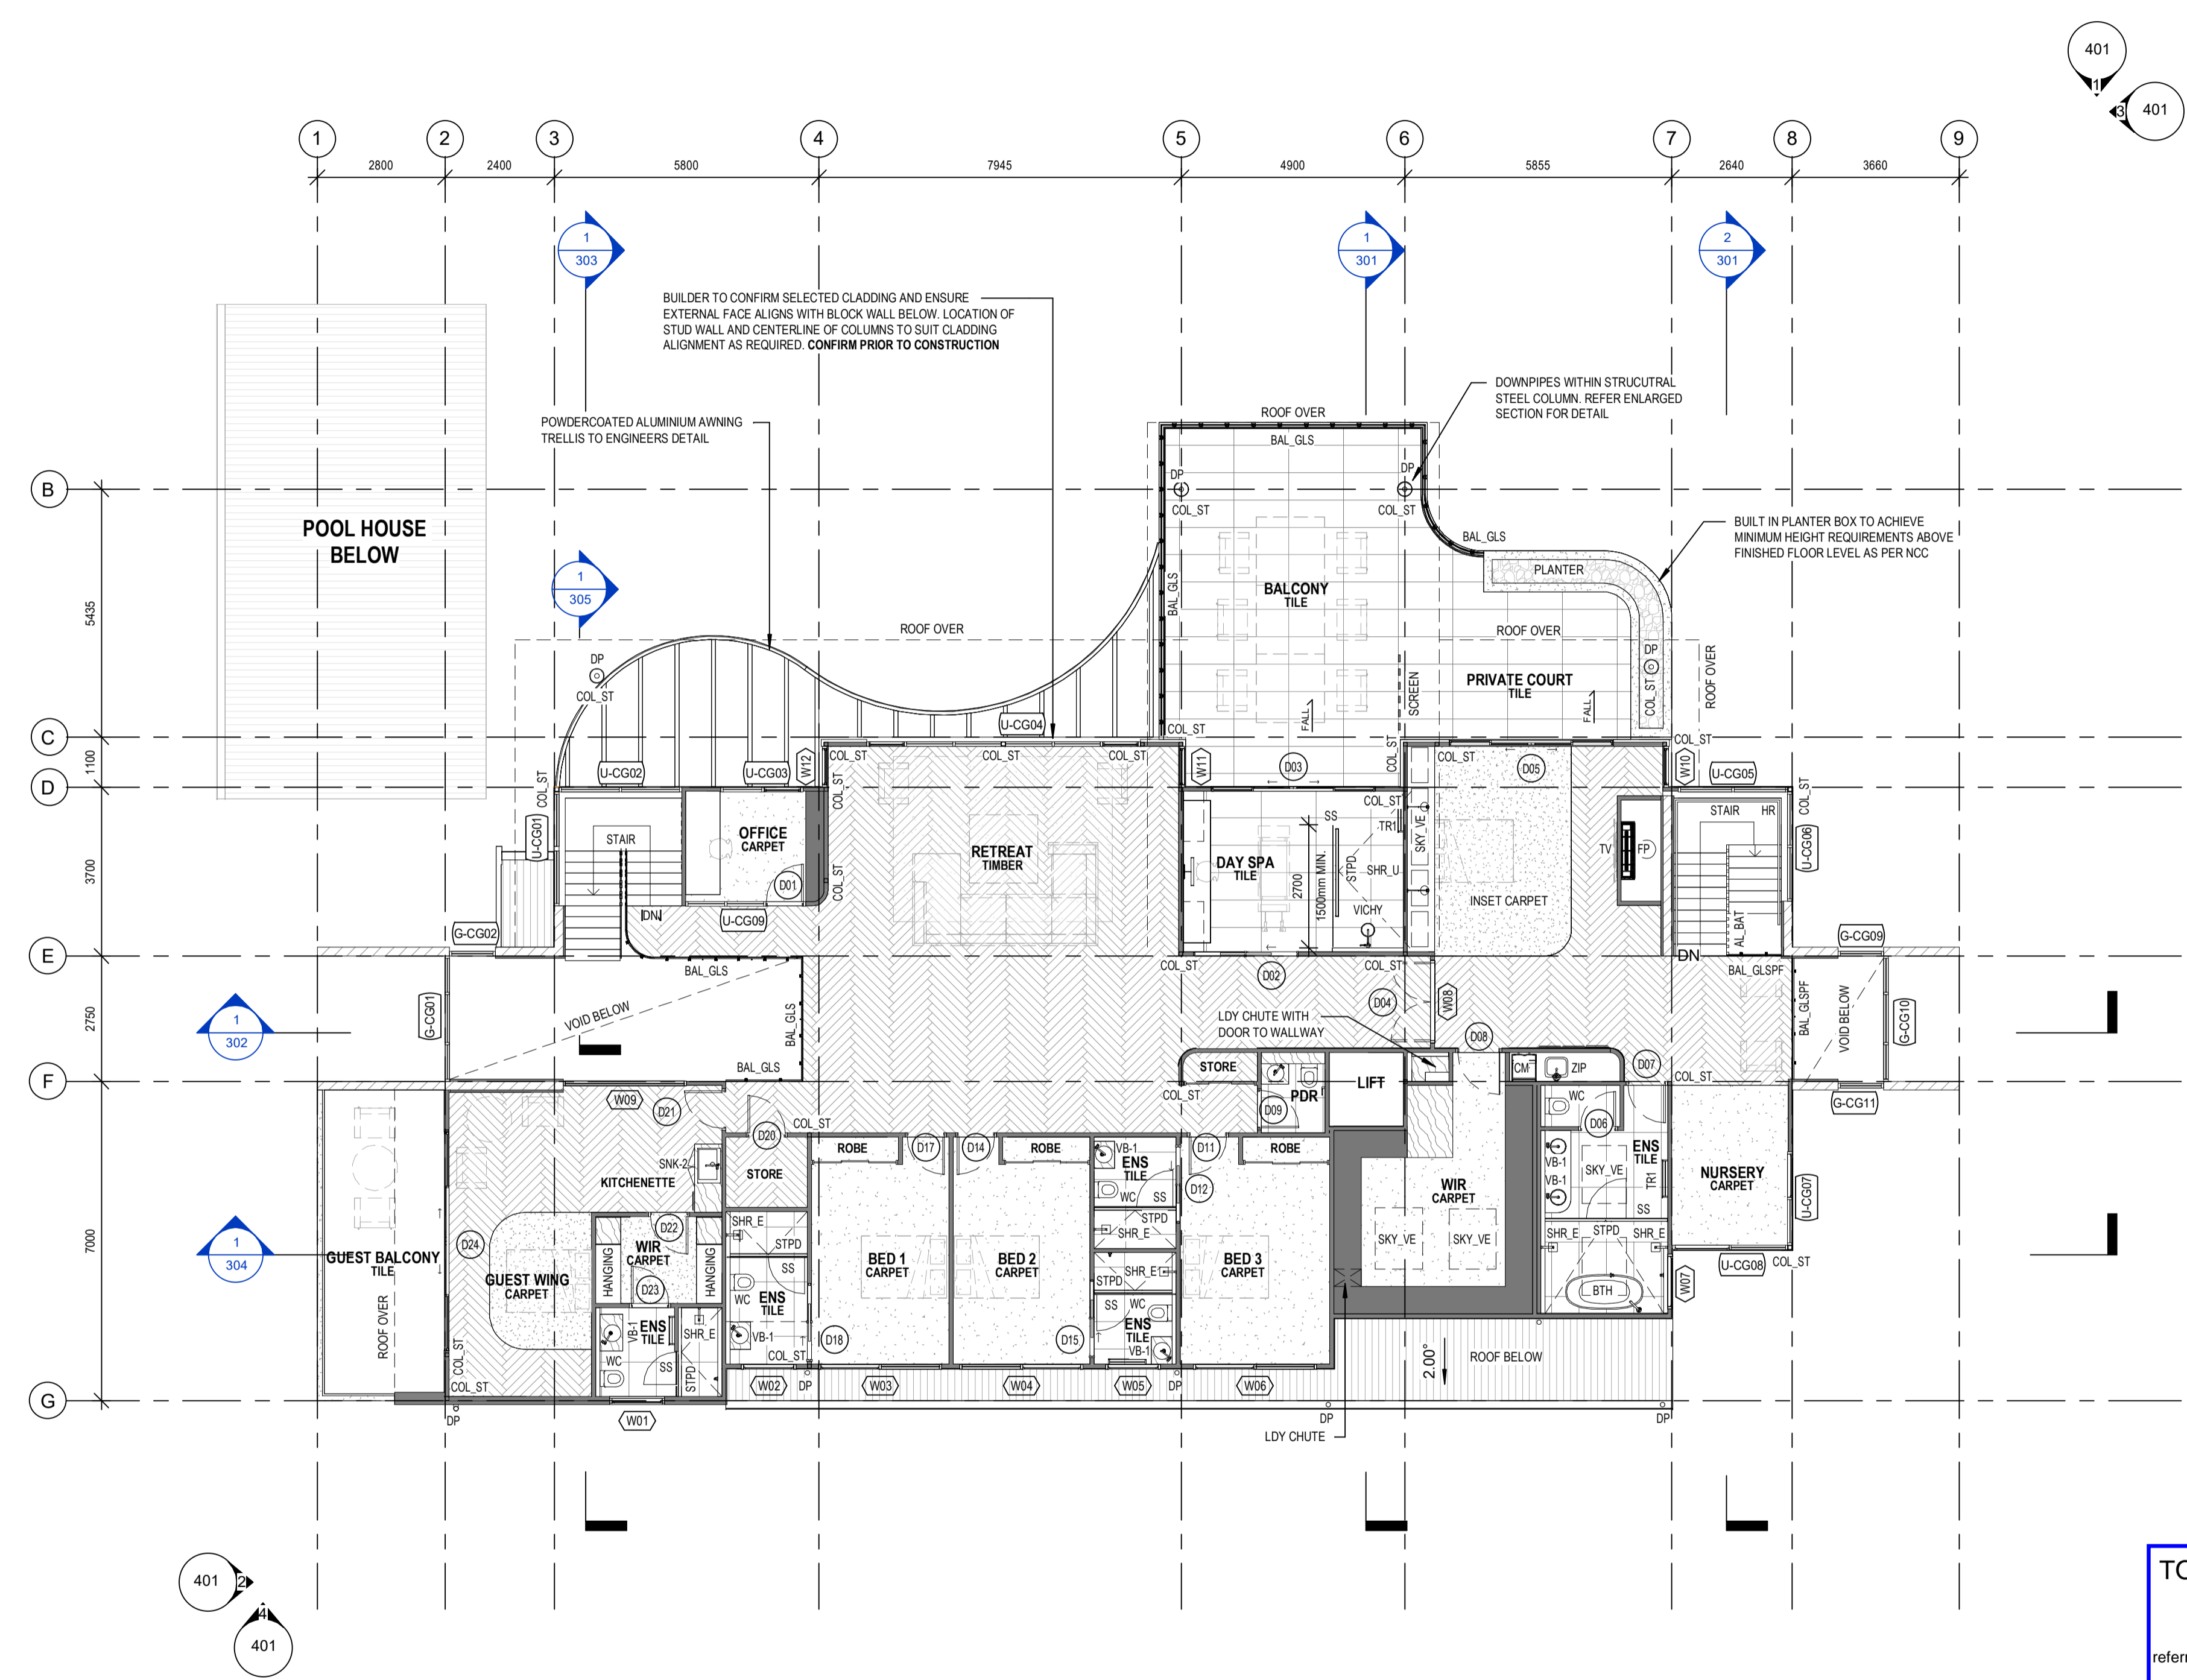 401
1
3
401
1
2
3
4
5
6
7
8
9
2800
2400
5800
7945
4900
5855
2640
3660
1
303
1
301
2
301
BUILDER TO CONFIRM SELECTED CLADDING AND ENSURE
EXTERNAL FACE ALIGNS WITH BLOCK WALL BELOW. LOCATION OF
STUD WALL AND CENTERLINE OF COLUMNS TO SUIT CLADDING
ALIGNMENT AS REQUIRED. CONFIRM PRIOR TO CONSTRUCTION
POWDERCOATED ALUMINIUM AWNING
TRELLIS TO ENGINEERS DETAIL
DOWNPIPES WITHIN STRUCUTRAL
STEEL COLUMN. REFER ENLARGED
SECTION FOR DETAIL
ROOF OVER
BAL_GLS
DP
DP
COL_ST
COL_ST
B
POOL HOUSE
BELOW
BUILT IN PLANTER BOX TO ACHIEVE
MINIMUM HEIGHT REQUIREMENTS ABOVE
FINISHED FLOOR LEVEL AS PER NCC
BAL_GLS
PLANTER
1
305
BAL_GLS
BALCONY
TILE
5435
ROOF OVER
ROOF OVER
DP
DP
COL_ST
COL_ST
ROOF OVER
PRIVATE COURT
TILE
SCREEN
FALL
FALL
U-CG04
C
COL_ST
COL_ST
COL_ST
COL_ST
COL_ST
COL_ST
COL_ST
COL_ST
1100
U-CG02
U-CG03
W12
W11
D03
D05
W10
U-CG05
D
COL_ST
COL_ST
COL_ST
COL_ST
U-CG01
STAIR
OFFICE
CARPET
D01
COL_ST
RETREAT
TIMBER
DAY SPA
TILE
SS
TR1
2700
1500mm MIN.
STPD
SHR_U
VICHY
SKY_VE
INSET CARPET
TV
FP
STAIR
HR
U-CG06
AL_BAT
3700
DN
U-CG09
G-CG02
G-CG09
E
DN
BAL_GLS
COL_ST
COL_ST
D02
D04
W08
BAL_GLSPF
BAL_GLSPF
VOID BELOW
BAL_GLS
VOID BELOW
G-CG01
G-CG10
2750
1
302
LDY CHUTE WITH
DOOR TO WALLWAY
D08
BAL_GLS
STORE
LIFT
CM
ZIP
D07
COL_ST
F
W09
D21
COL_ST
PDR
D09
G-CG11
D20
COL_ST
WC
D06
ROBE
D17
D14
ROBE
VB-1
ENS
TILE
D11
ROBE
SNK-2
KITCHENETTE
STORE
WC
SS
D12
VB-1
VB-1
SKY_VE
ENS
TILE
TR1
SS
NURSERY
CARPET
U-CG07
WIR
CARPET
7000
SHR_E
STPD
STPD
SHR_E
D22
WIR
CARPET
HANGING
HANGING
D23
D24
GUEST WING
CARPET
GUEST BALCONY
TILE
1
304
SS
WC
ENS
TILE
VB-1
BED 1
CARPET
BED 2
CARPET
BED 3
CARPET
SHR_E
STPD
SS
WC
ENS
TILE
VB-1
SKY_VE
SKY_VE
SHR_E
STPD
SHR_E
BTH
W07
U-CG08
COL_ST
ROOF OVER
COL_ST
COL_ST
VB-1
ENS
TILE
SHR_E
WC
SS
STPD
D18
D15
COL_ST
W02
DP
W03
W04
W05
DP
W06
2.00°
ROOF BELOW
G
DP
W01
DP
DP
LDY CHUTE
401
2
4
401
TO
referr